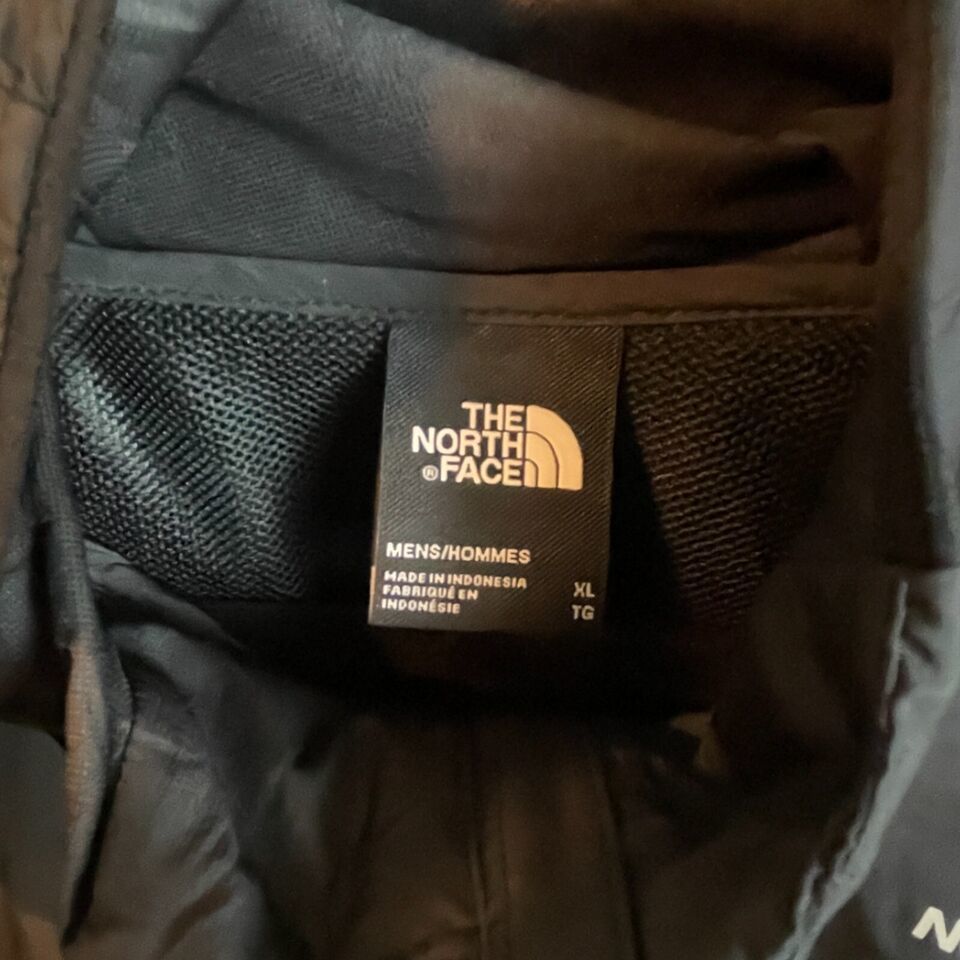 THE
NORTH
® FACE
MENS/HOMMES
MADE IN INDONESIA
FABRIQUÉ EN
INDONÉSIE
XL
TG
N